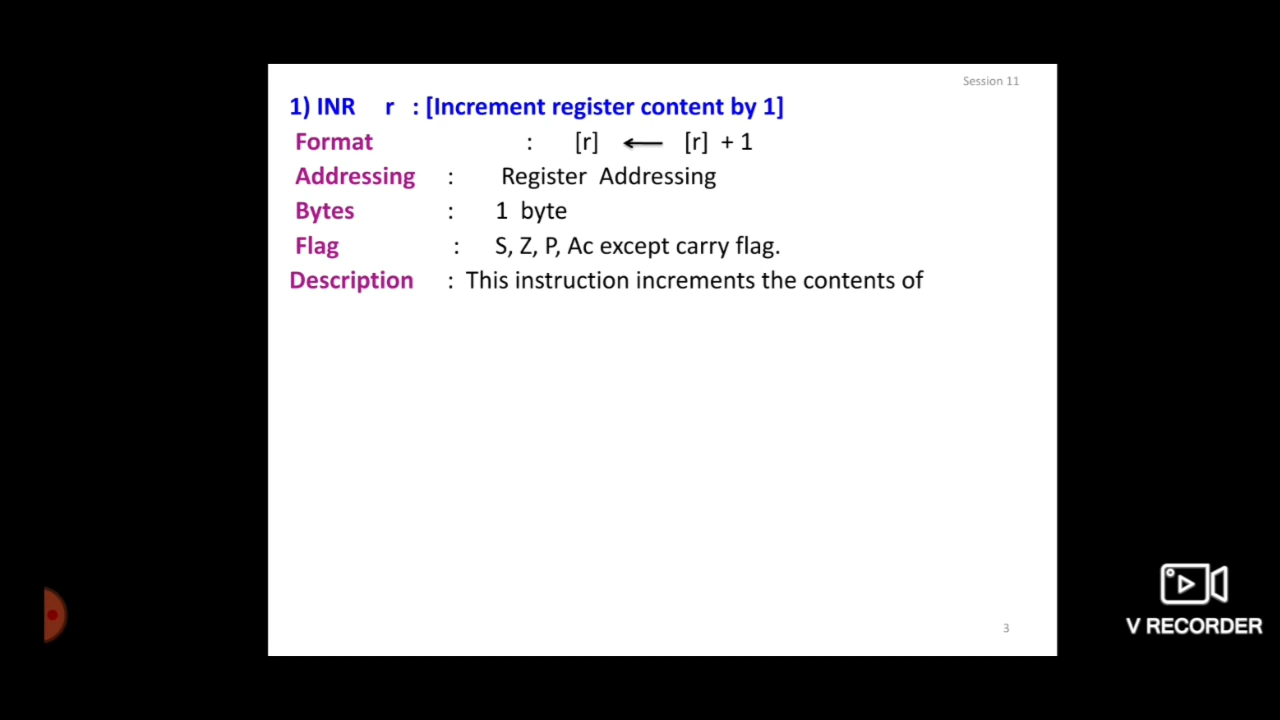 Session 11
1) INR r : [Increment register content by 1]
Format : [r] ← [r] + 1
Addressing : Register Addressing
Bytes : 1 byte
Flag : S, Z, P, Ac except carry flag.
Description : This instruction increments the contents of
3
V RECORDER